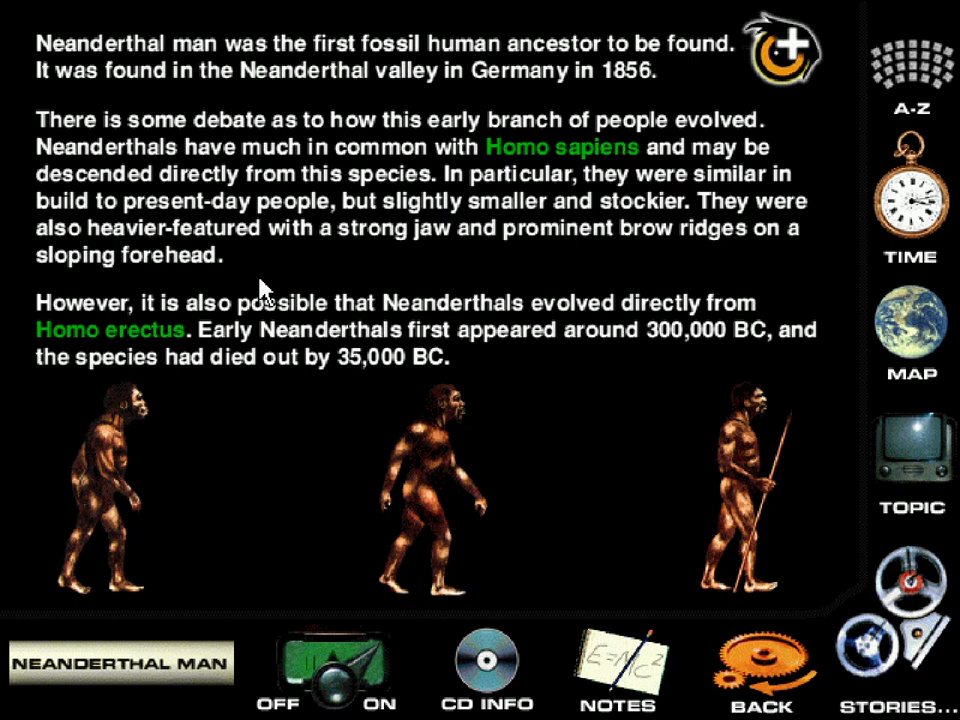 Neanderthal man was the first fossil human ancestor to be found.
It was found in the Neanderthal valley in Germany in 1856.
There is some debate as to how this early branch of people evolved.
Neanderthals have much in common with Homo sapiens and may be
descended directly from this species. In particular, they were similar in
build to present-day people, but slightly smaller and stockier. They were
also heavier-featured with a strong jaw and prominent brow ridges on a
sloping forehead.
However, it is also possible that Neanderthals evolved directly from
Homo erectus. Early Neanderthals first appeared around 300,000 BC, and
the species had died out by 35,000 BC.
A-Z
TIME
MAP
TOPIC
STORIES...
NEANDERTHAL MAN
OFF ON
CD INFO
E=MC2
NOTES
BACK